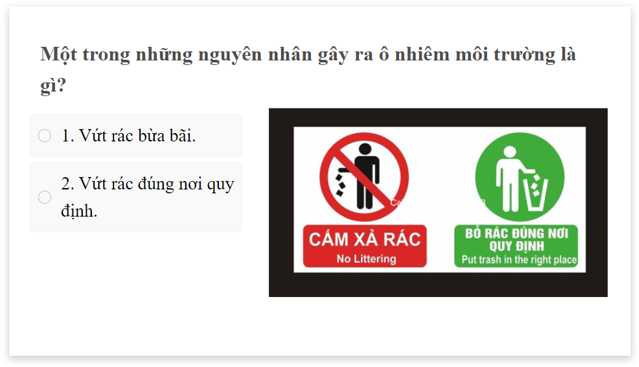 Một trong những nguyên nhân gây ra ô nhiêm môi trường là
gì?
1. Vứt rác bừa bãi.
2. Vứt rác đúng nơi quy
định.
CẤM XẢ RÁC
No Littering
BỎ RÁC ĐÚNG NƠI
QUY ĐỊNH
Put trash in the right place